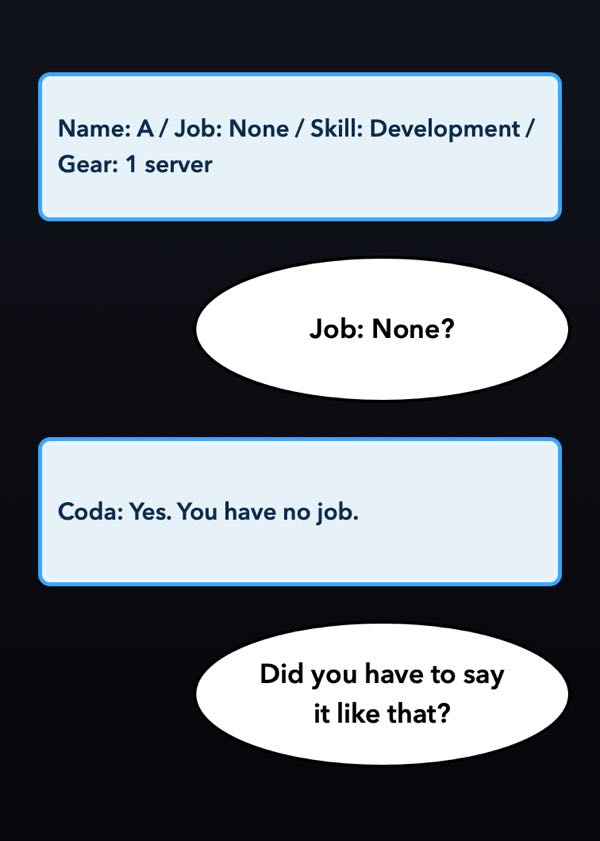 Name: A / Job: None / Skill: Development /
Gear: 1 server
Job: None?
Coda: Yes. You have no job.
Did you have to say
it like that?